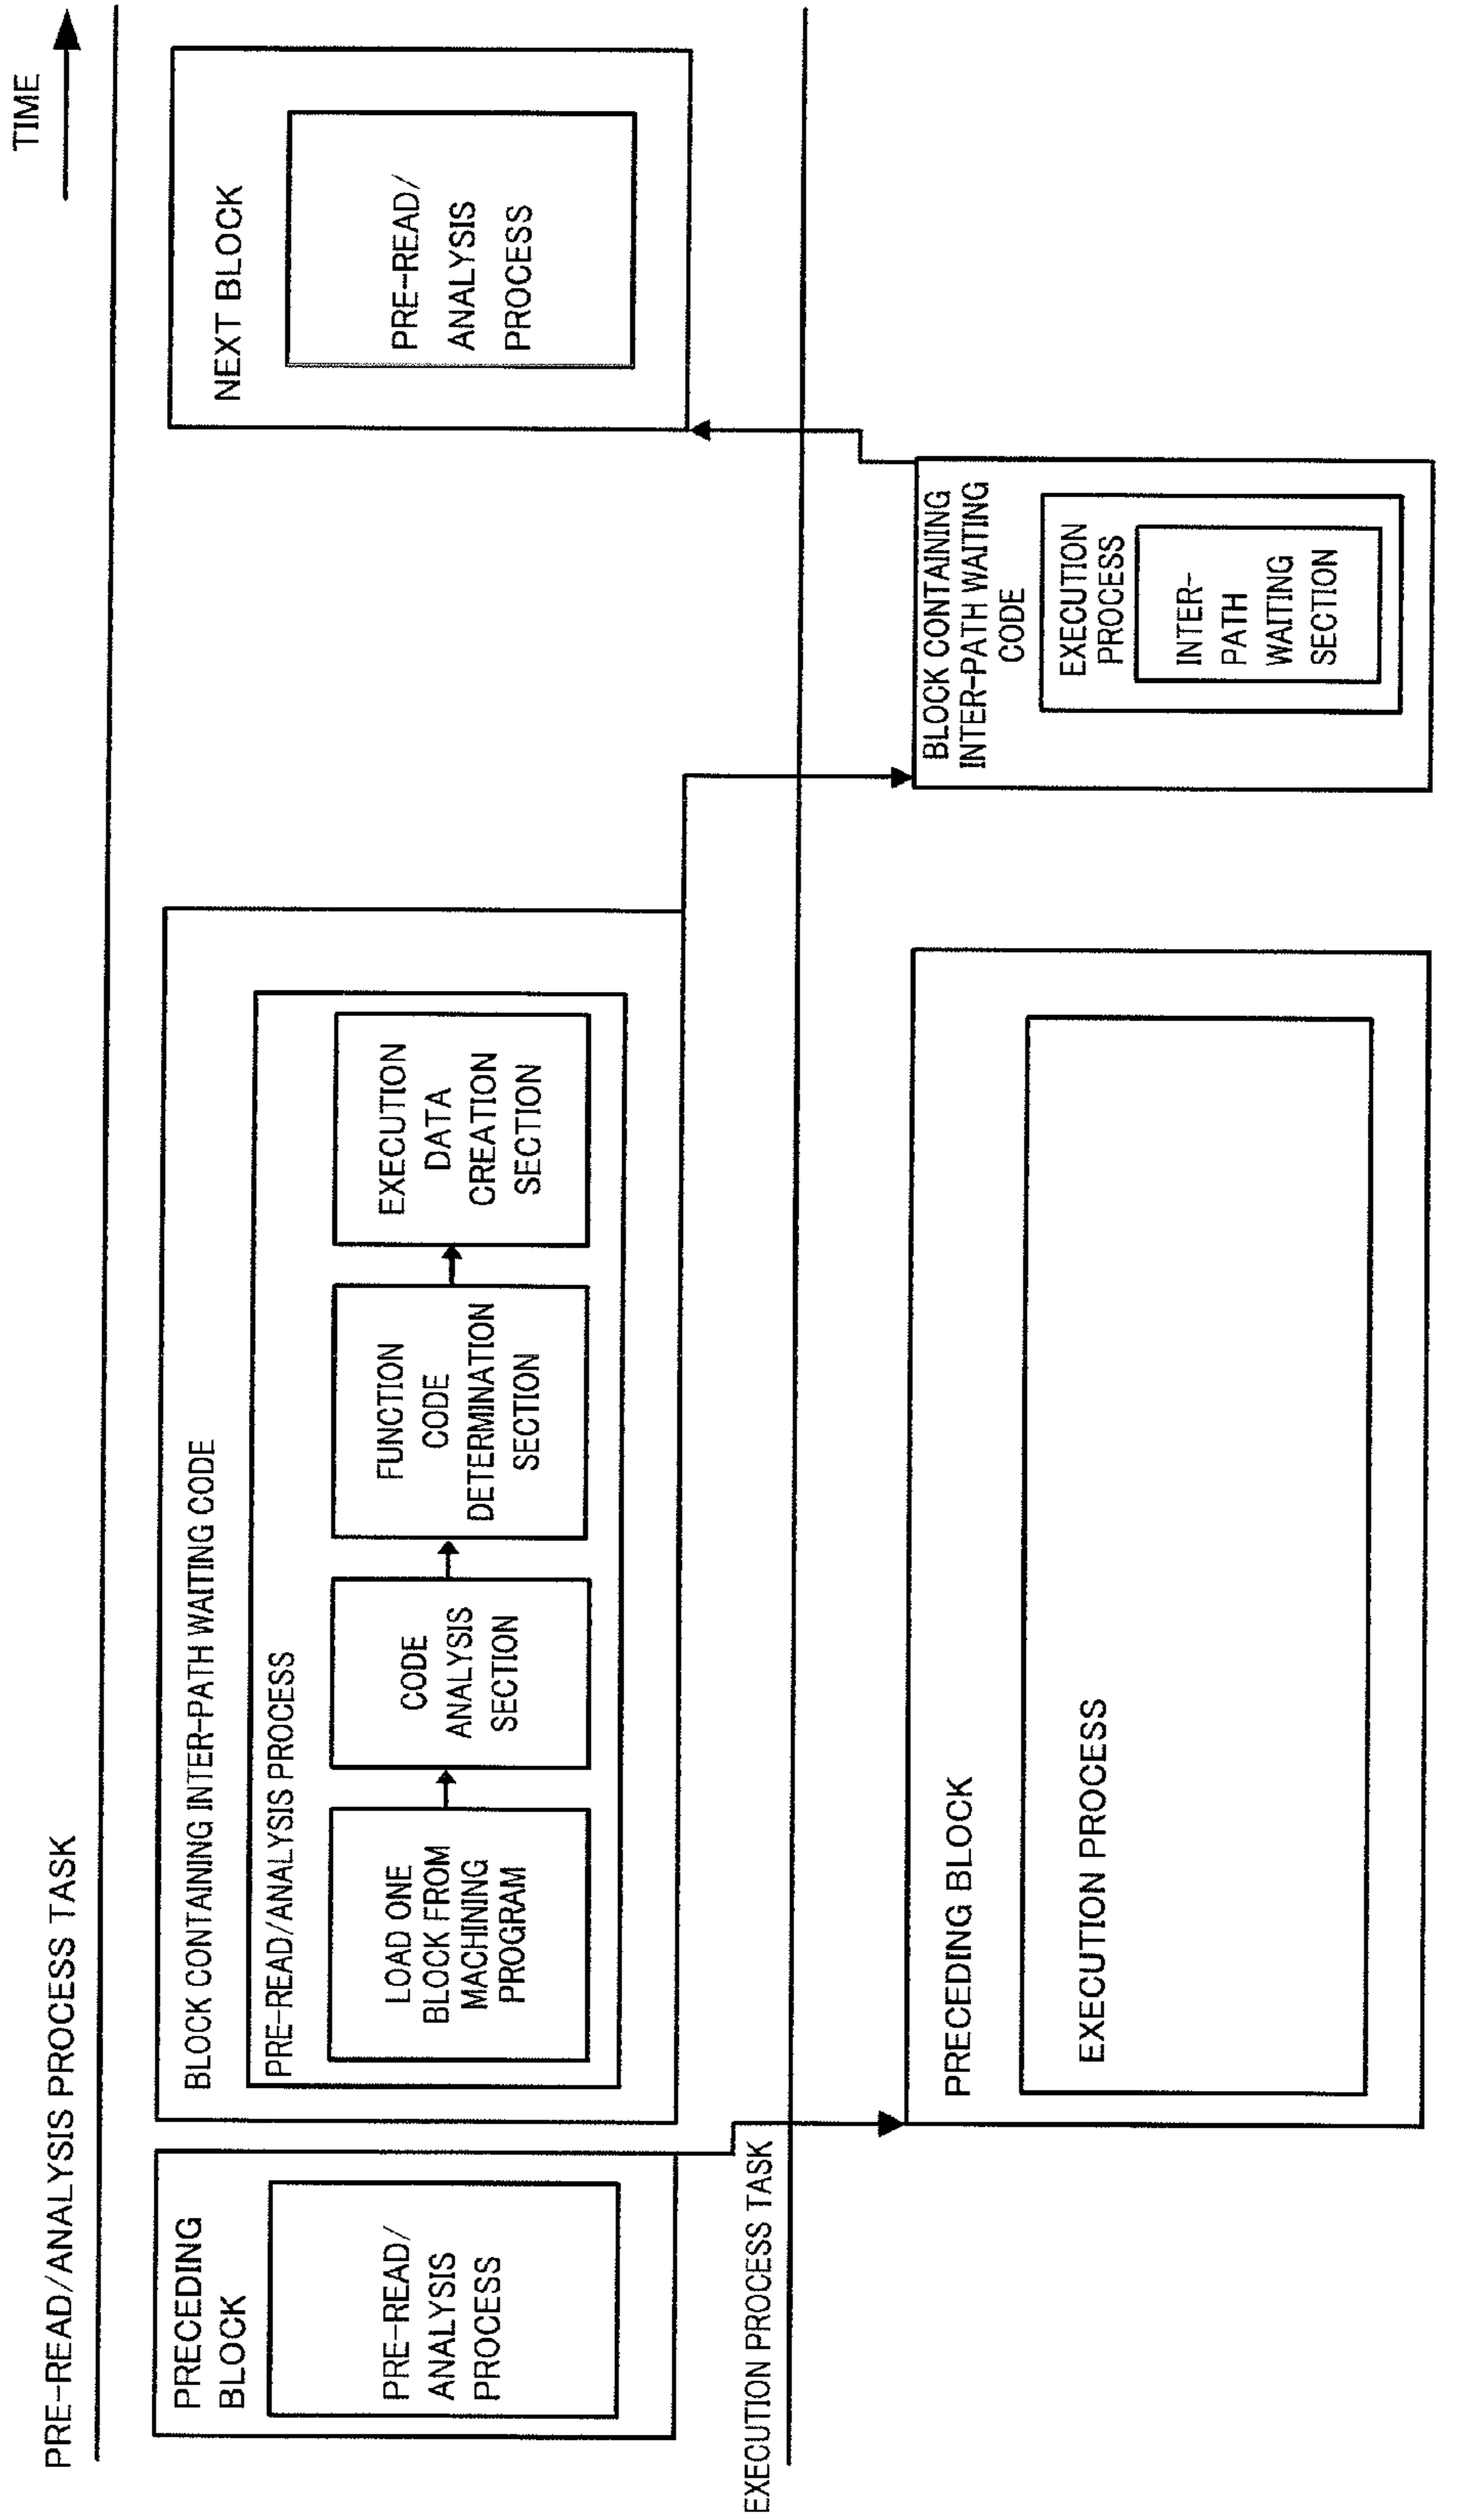 TIME
PRE-READ/ANALYSIS PROCESS TASK
PRECEDING
BLOCK
PRE-READ/
ANALYSIS
PROCESS
BLOCK CONTAINING INTER-PATH WAITING CODE
PRE-READ/ANALYSIS PROCESS
LOAD ONE
BLOCK FROM
MACHINING
PROGRAM
CODE
ANALYSIS
SECTION
FUNCTION
CODE
DETERMINATION
SECTION
EXECUTION
DATA
CREATION
SECTION
NEXT BLOCK
PRE-READ/
ANALYSIS
PROCESS
EXECUTION PROCESS TASK
PRECEDING BLOCK
EXECUTION PROCESS
BLOCK CONTAINING
INTER-PATH WAITING
CODE
EXECUTION
PROCESS
INTER-
PATH
WAITING
SECTION